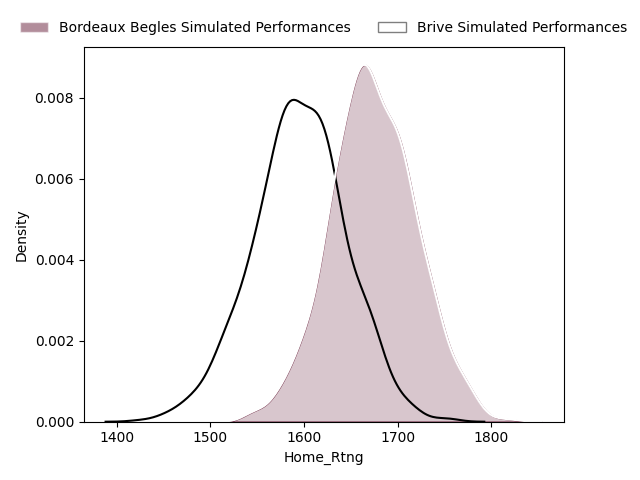 Bordeaux Begles Simulated Performances Brive Simulated Performances
0.008
0.006
0.004
0.002
0.000
Density
1400 1500 1600 1700 1800
Home_Rtng